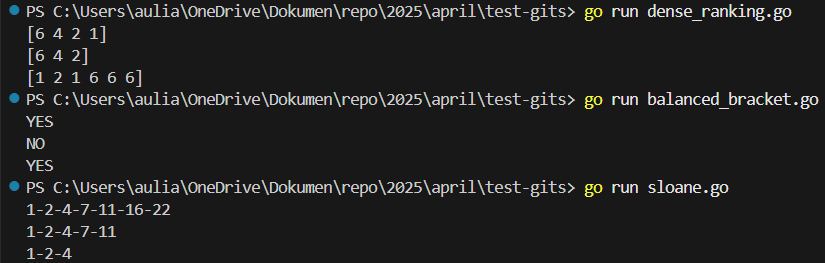 PS C:\Users\aulia\OneDrive\Dokumen\repo\2025\april\test-gits> go run dense_ranking.go
[6 4 2 1]
[6 4 2]
[1 2 1 6 6 6]
PS C:\Users\aulia\OneDrive\Dokumen\repo\2025\april\test-gits> go run balanced_bracket.go
YES
NO
YES
PS C:\Users\aulia\OneDrive\Dokumen\repo\2025\april\test-gits> go run sloane.go
1-2-4-7-11-16-22
1-2-4-7-11
1-2-4